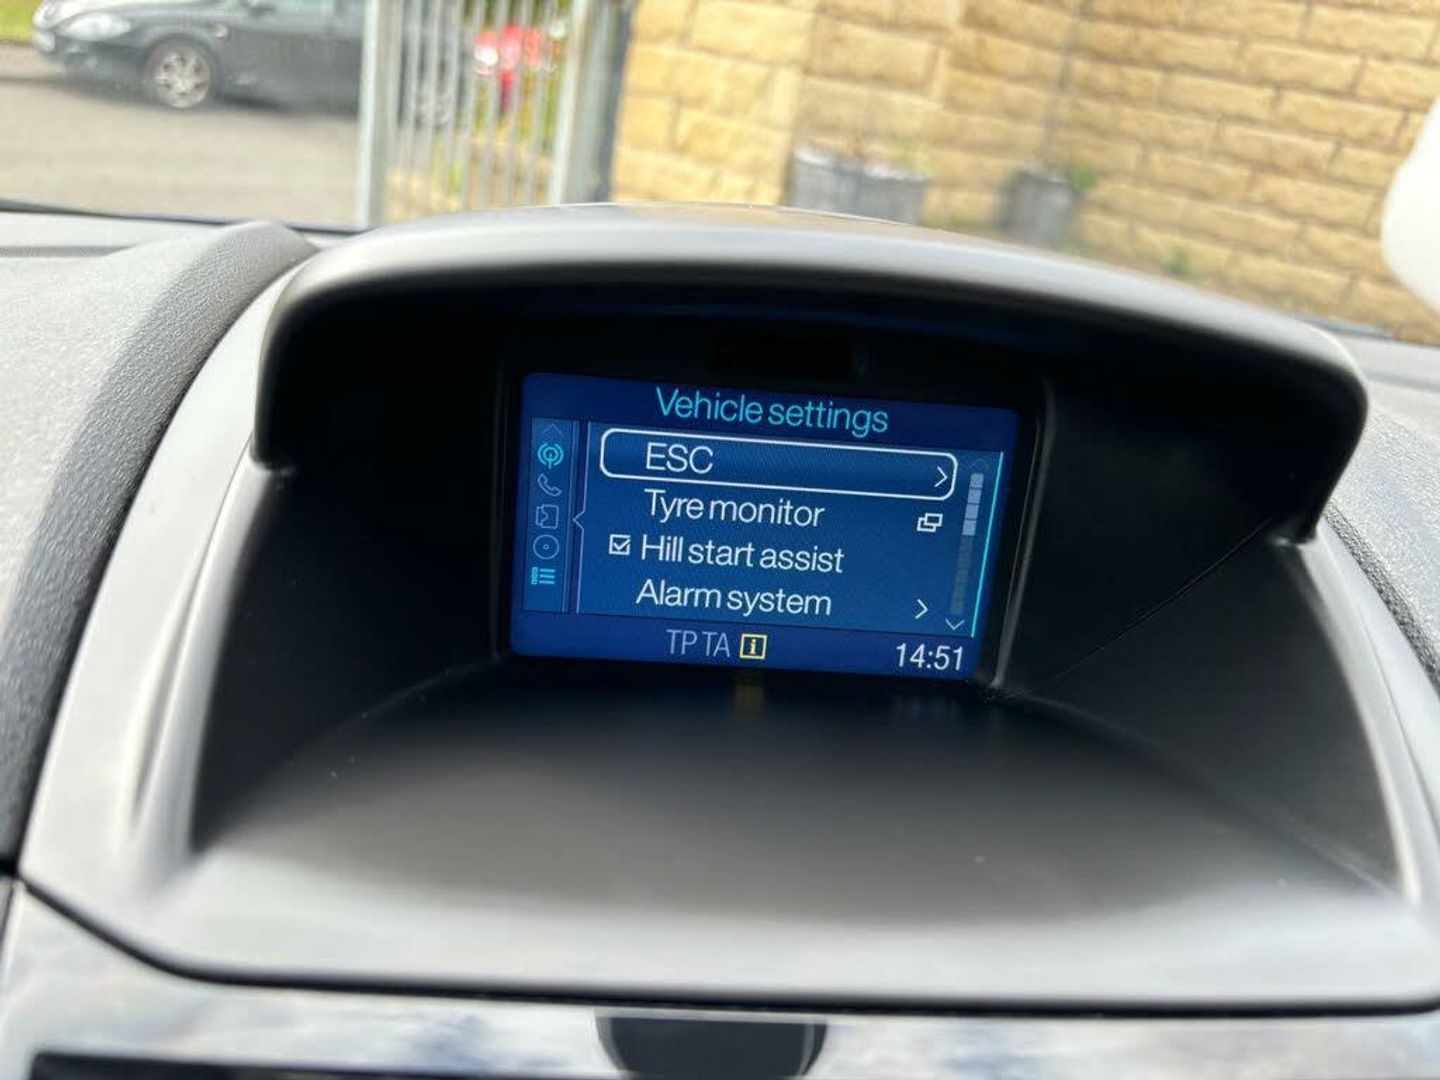 Vehicle settings
ESC
Tyre monitor
Hill start assist
Alarm system
TP TA i 14:51